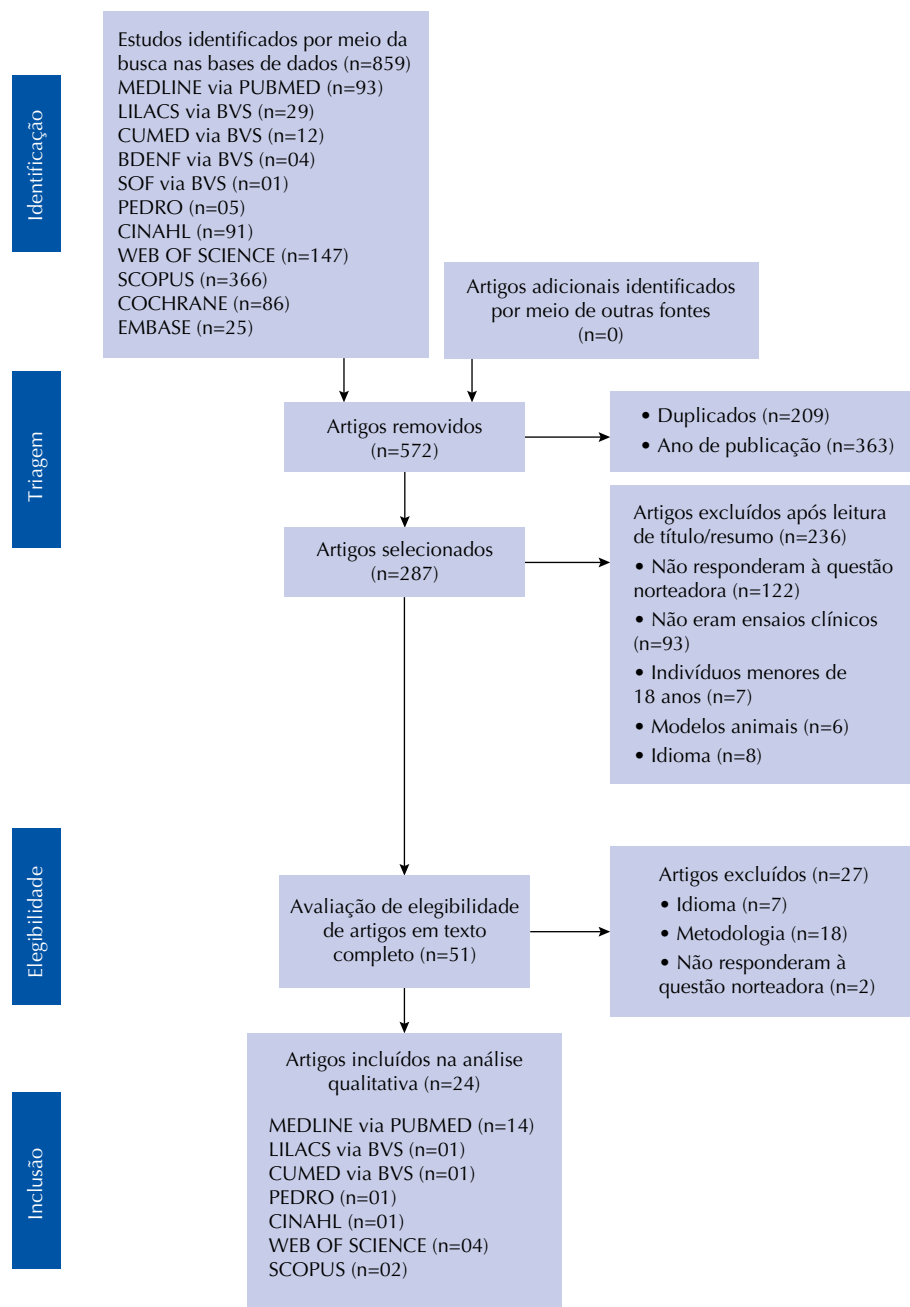 Identificação
Estudos identificados por meio da
busca nas bases de dados (n=859)
MEDLINE via PUBMED (n=93)
LILACS via BVS (n=29)
CUMED via BVS (n=12)
BDENF via BVS (n=04)
SOF via BVS (n=01)
PEDRO (n=05)
CINAHL (n=91)
WEB OF SCIENCE (n=147)
SCOPUS (n=366)
COCHRANE (n=86)
EMBASE (n=25)
Artigos adicionais identificados
por meio de outras fontes
(n=0)
Triagem
Artigos removidos
(n=572)
• Duplicados (n=209)
• Ano de publicação (n=363)
Artigos selecionados
(n=287)
Artigos excluídos após leitura
de título/resumo (n=236)
• Não responderam à questão
norteadora (n=122)
• Não eram ensaios clínicos
(n=93)
• Indivíduos menores de
18 anos (n=7)
• Modelos animais (n=6)
• Idioma (n=8)
Elegibilidade
Avaliação de elegibilidade
de artigos em texto
completo (n=51)
Artigos excluídos (n=27)
• Idioma (n=7)
• Metodologia (n=18)
• Não responderam à
questão norteadora (n=2)
Inclusão
Artigos incluídos na análise
qualitativa (n=24)
MEDLINE via PUBMED (n=14)
LILACS via BVS (n=01)
CUMED via BVS (n=01)
PEDRO (n=01)
CINAHL (n=01)
WEB OF SCIENCE (n=04)
SCOPUS (n=02)